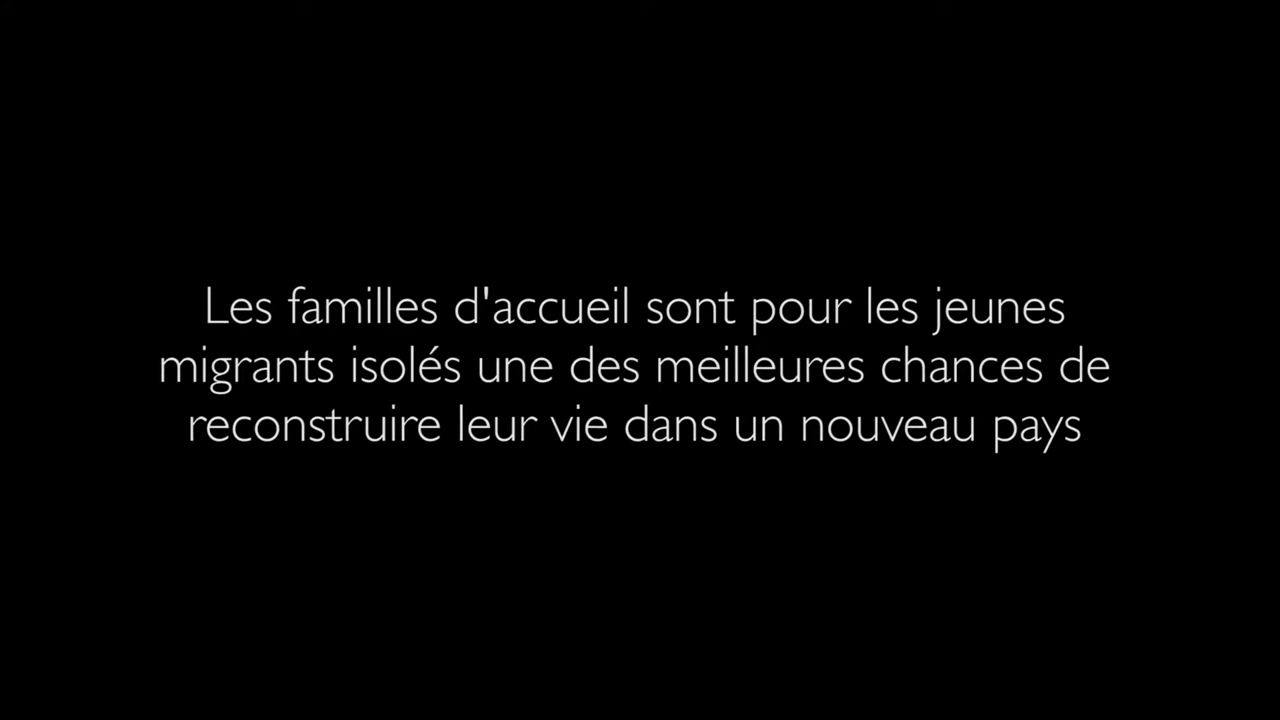 Les familles d'accueil sont pour les jeunes
migrants isolés une des meilleures chances de
reconstruire leur vie dans un nouveau pays